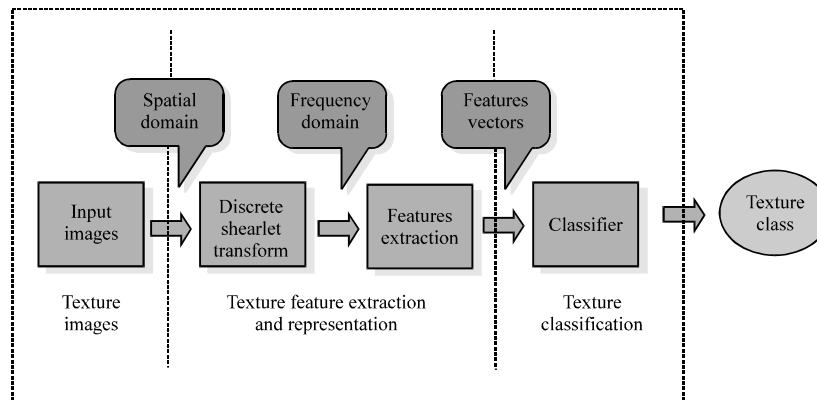 Spatial
domain
Frequency
domain
Features
vectors
Input
images
Discrete
shearlet
transform
Features
extraction
Classifier
Texture
class
Texture
images
Texture feature extraction
and representation
Texture
classification